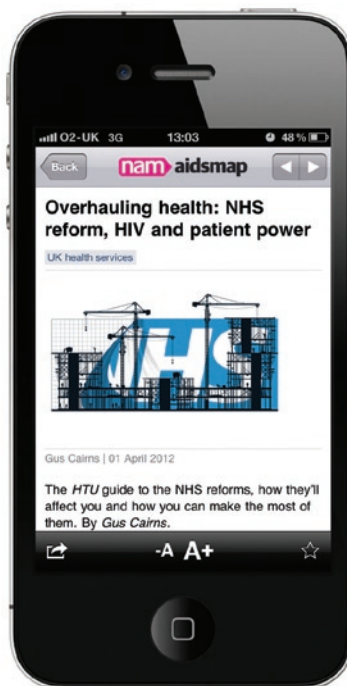 O2-UK 3G 13:03 48%
Back nam aidsmap
Overhauling health: NHS
reform, HIV and patient power
UK health services
NHS
Gus Cairns | 01 April 2012
The HTU guide to the NHS reforms, how they'll
affect you and how you can make the most of
them. By Gus Cairns.
-A A+